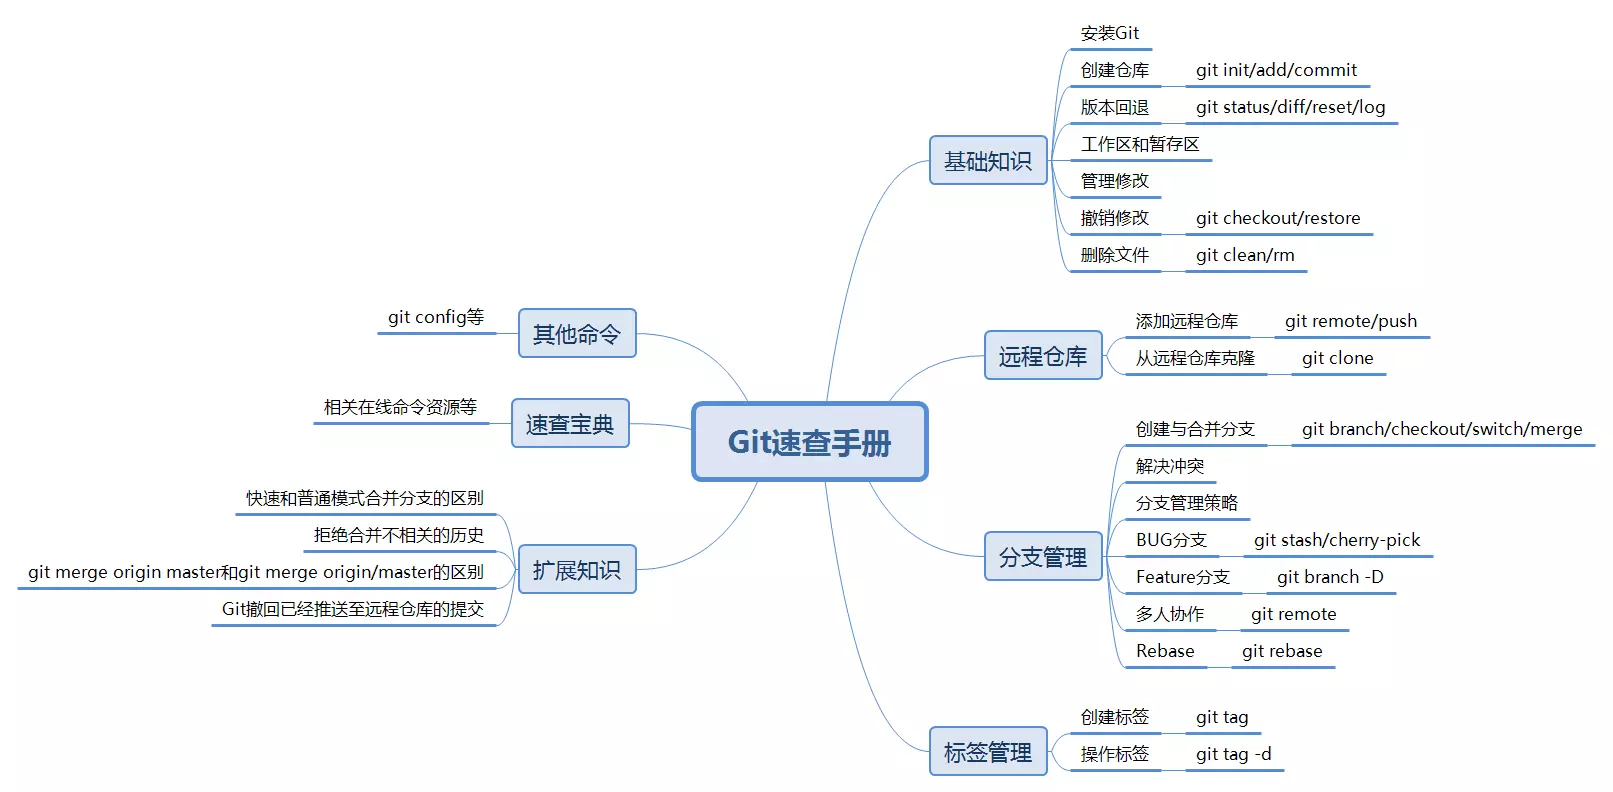 Git速查手册
基础知识
安装Git
创建仓库
git init/add/commit
版本回退
git status/diff/reset/log
工作区和暂存区
管理修改
撤销修改
git checkout/restore
删除文件
git clean/rm
远程仓库
添加远程仓库
git remote/push
从远程仓库克隆
git clone
分支管理
创建与合并分支
git branch/checkout/switch/merge
解决冲突
分支管理策略
BUG分支
git stash/cherry-pick
Feature分支
git branch -D
多人协作
git remote
Rebase
git rebase
标签管理
创建标签
git tag
操作标签
git tag -d
其他命令
git config等
速查宝典
相关在线命令资源等
扩展知识
快速和普通模式合并分支的区别
拒绝合并不相关的历史
git merge origin master和git merge origin/master的区别
Git撤回已经推送至远程仓库的提交